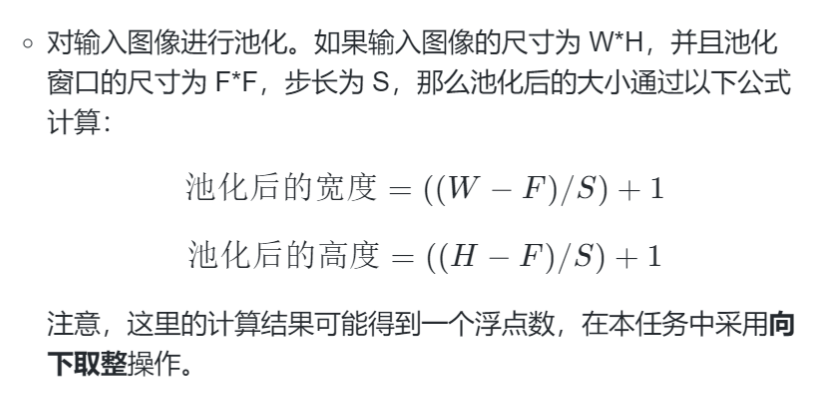 对输入图像进行池化。如果输入图像的尺寸为 W*H，并且池化
窗口的尺寸为 F*F，步长为 S，那么池化后的大小通过以下公式
计算：
池化后的宽度 = ((W − F)/S) + 1
池化后的高度 = ((H − F)/S) + 1
注意，这里的计算结果可能得到一个浮点数，在本任务中采用向
下取整操作。